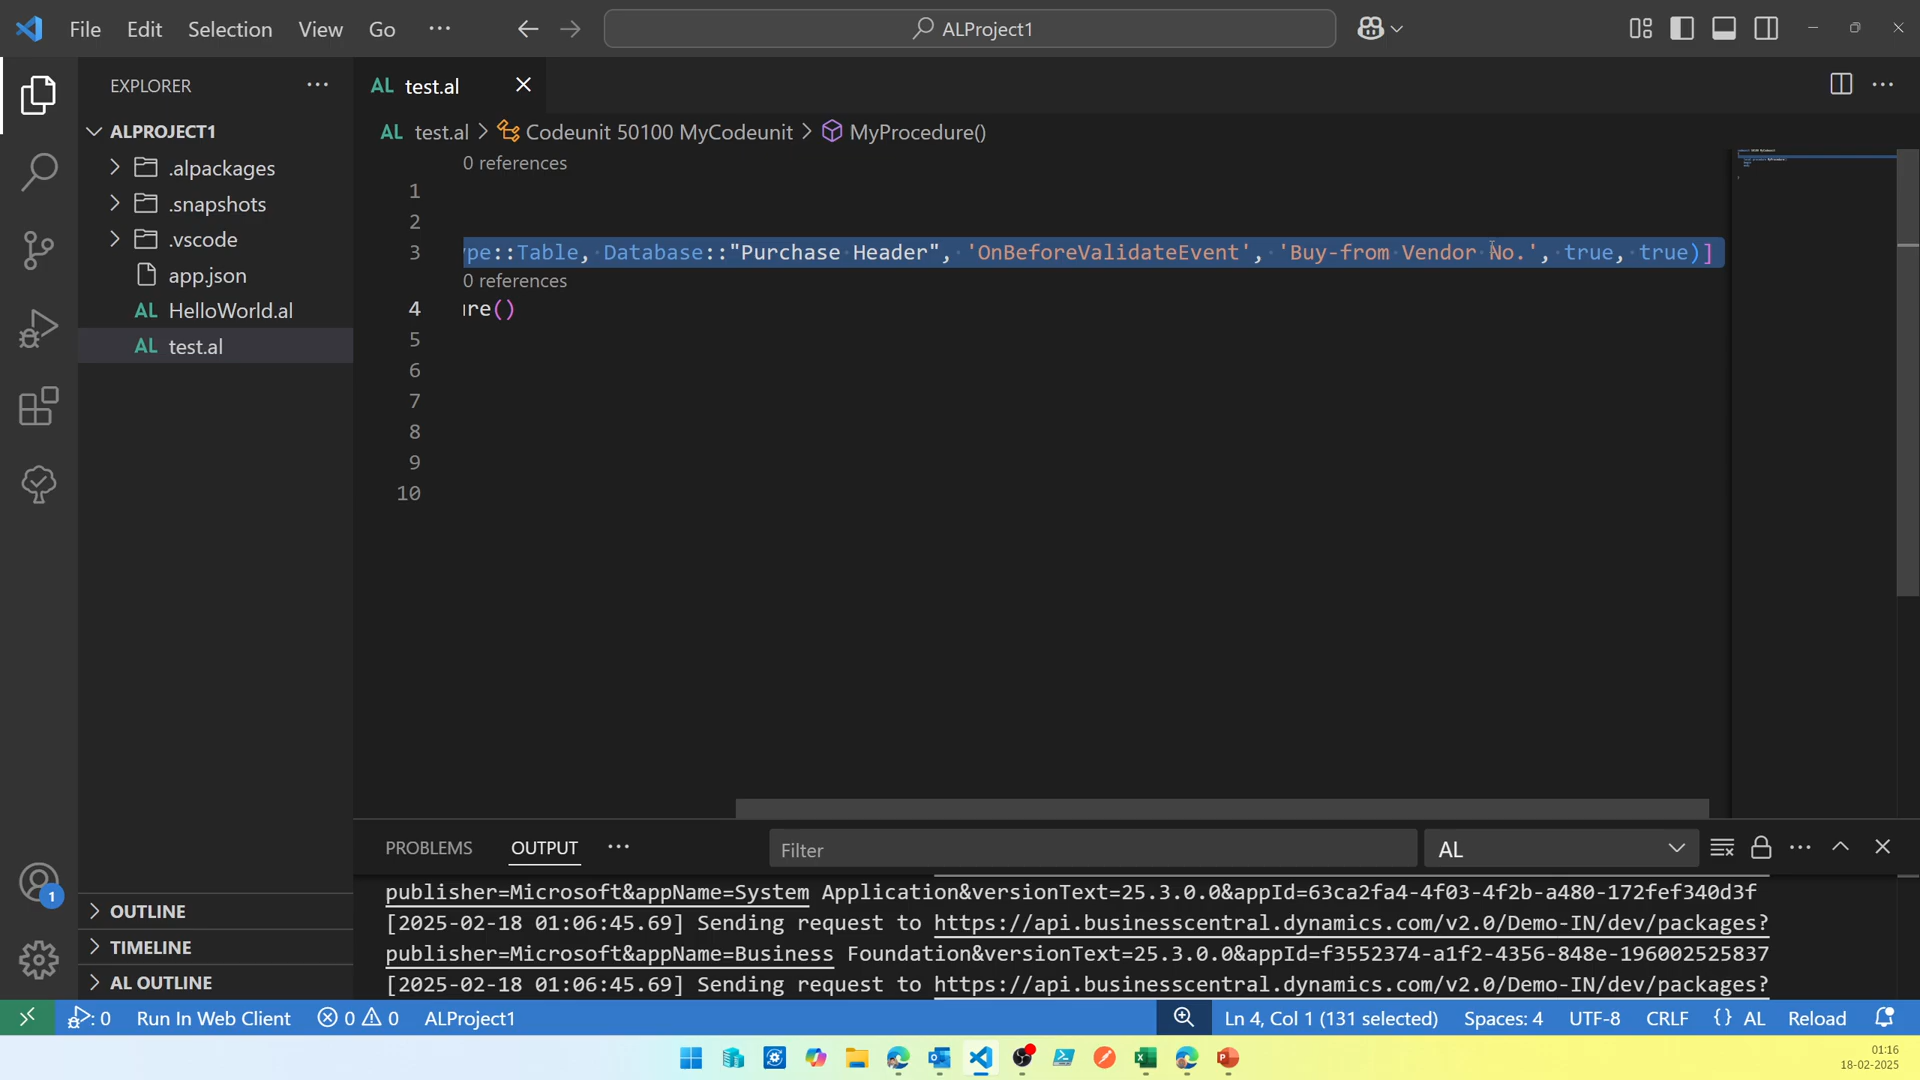 File Edit Selection View Go ··· ALProject1
EXPLORER ···
ALPROJECT1
.alpackages
.snapshots
.vscode
app.json
AL HelloWorld.al
AL test.al
OUTLINE
TIMELINE
AL OUTLINE
1
AL test.al
AL test.al > Codeunit 50100 MyCodeunit > MyProcedure()
0 references
1
2
3 ype::Table, Database::"Purchase Header", 'OnBeforeValidateEvent', 'Buy-from Vendor No.', true, true)]
0 references
4 ure()
5
6
7
8
9
10
PROBLEMS OUTPUT ··· Filter AL
publisher=Microsoft&appName=System Application&versionText=25.3.0.0&appId=63ca2fa4-4f03-4f2b-a480-172fef340d3f
[2025-02-18 01:06:45.69] Sending request to https://api.businesscentral.dynamics.com/v2.0/Demo-IN/dev/packages?
publisher=Microsoft&appName=Business Foundation&versionText=25.3.0.0&appId=f3552374-a1f2-4356-848e-196002525837
[2025-02-18 01:06:45.69] Sending request to https://api.businesscentral.dynamics.com/v2.0/Demo-IN/dev/packages?
: 0 Run In Web Client 0 0 ALProject1 Ln 4, Col 1 (131 selected) Spaces: 4 UTF-8 CRLF {} AL Reload
01:16
18-02-2025